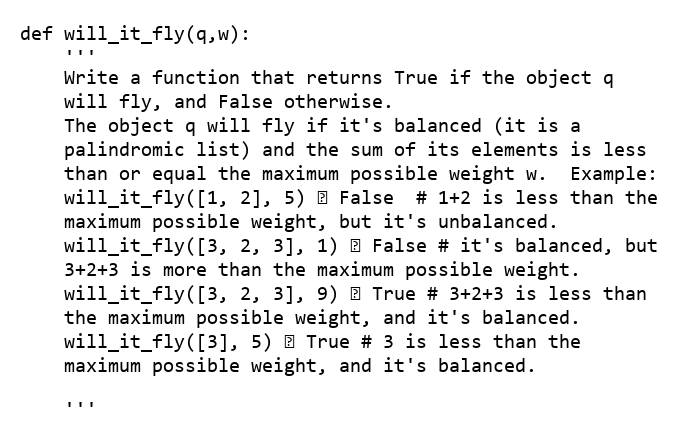 def will_it_fly(q,w):
    '''
    Write a function that returns True if the object q
    will fly, and False otherwise.
    The object q will fly if it's balanced (it is a
    palindromic list) and the sum of its elements is less
    than or equal the maximum possible weight w.  Example:
    will_it_fly([1, 2], 5) � False  # 1+2 is less than the
    maximum possible weight, but it's unbalanced.
    will_it_fly([3, 2, 3], 1) � False # it's balanced, but
    3+2+3 is more than the maximum possible weight.
    will_it_fly([3, 2, 3], 9) � True # 3+2+3 is less than
    the maximum possible weight, and it's balanced.
    will_it_fly([3], 5) � True # 3 is less than the
    maximum possible weight, and it's balanced.
    '''